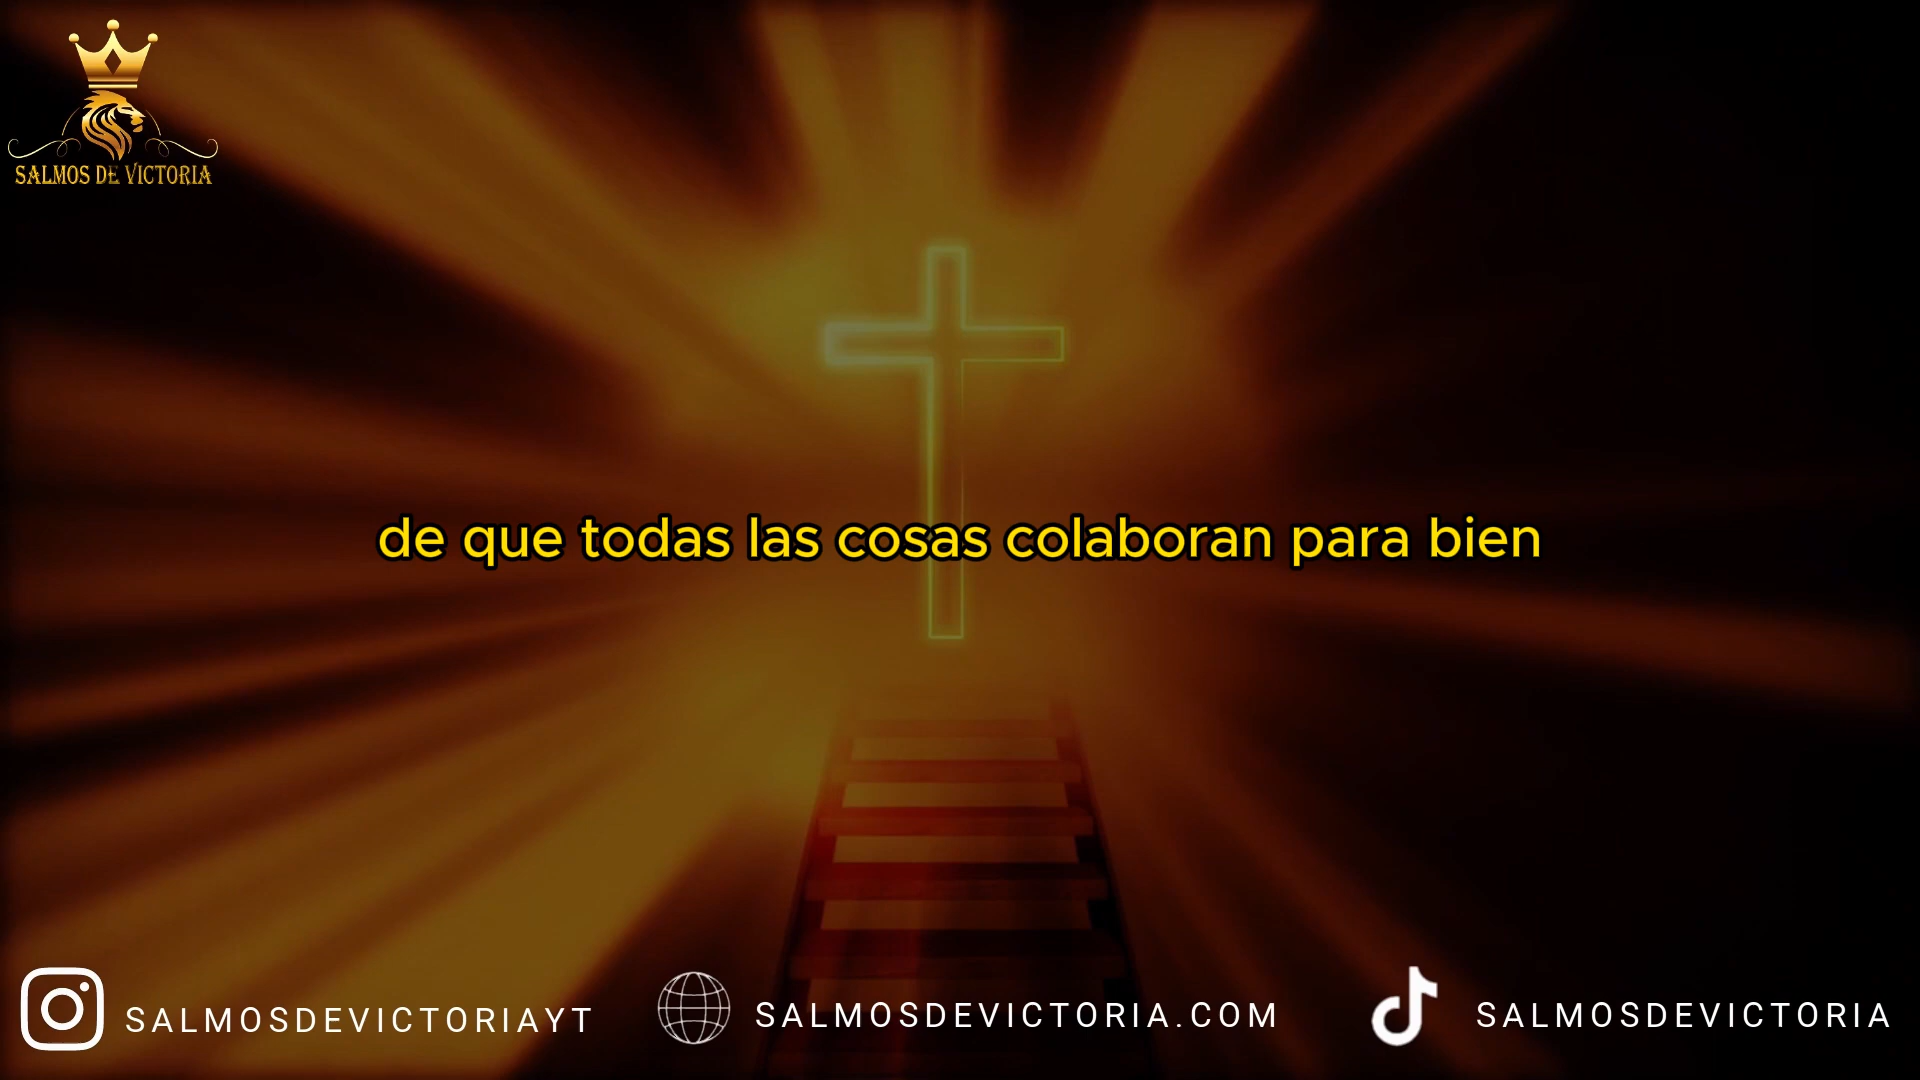 SALMOS DE VICTORIA
de que todas las cosas colaboran para bien
SALMOSDEVICTORIAYT
SALMOSDEVICTORIA.COM
SALMOSDEVICTORIA